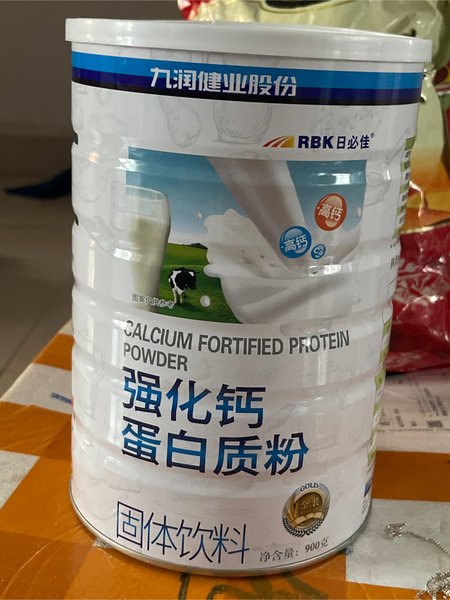 九润健业股份
RBK日必佳®
高钙
高钙
CALCIUM FORTIFIED PROTEIN
POWDER
强化钙
蛋白质粉
GOLD
金装
固体饮料
净含量: 900克